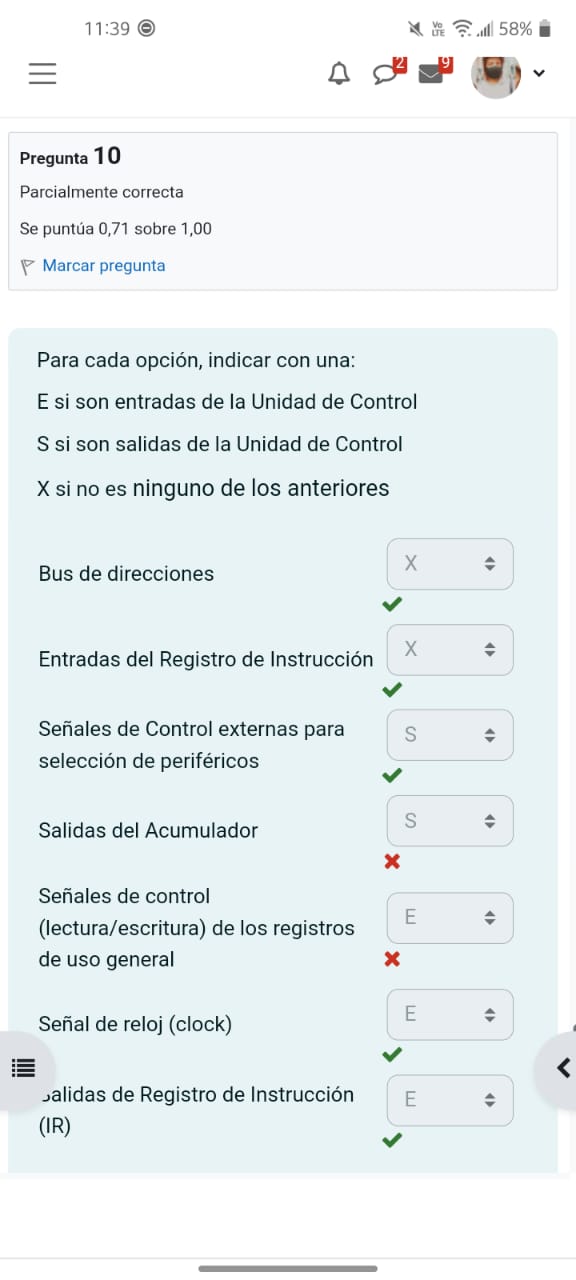 11:39
Vo
LTE
58%
2
9
Pregunta 10
Parcialmente correcta
Se puntúa 0,71 sobre 1,00
Marcar pregunta
Para cada opción, indicar con una:
E si son entradas de la Unidad de Control
S si son salidas de la Unidad de Control
X si no es ninguno de los anteriores
Bus de direcciones
X
Entradas del Registro de Instrucción
X
Señales de Control externas para
selección de periféricos
S
Salidas del Acumulador
S
Señales de control
(lectura/escritura) de los registros
de uso general
E
Señal de reloj (clock)
E
Salidas de Registro de Instrucción
(IR)
E